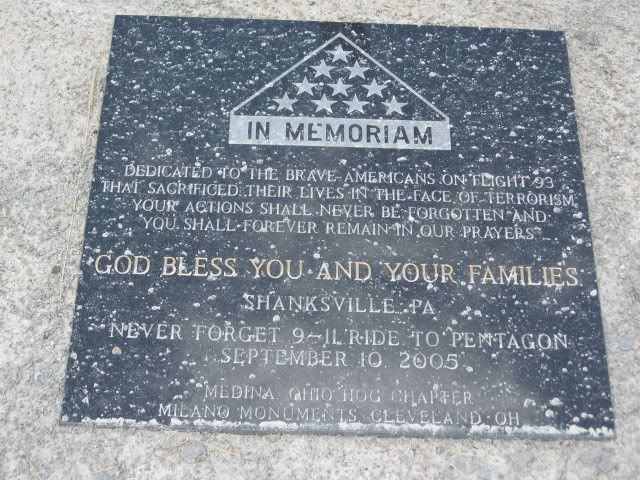 IN MEMORIAM
DEDICATED TO THE BRAVE AMERICANS ON FLIGHT 93
THAT SACRIFICED THEIR LIVES IN THE FACE OF TERRORISM
YOUR ACTIONS SHALL NEVER BE FORGOTTEN AND
YOU SHALL FOREVER REMAIN IN OUR PRAYERS
GOD BLESS YOU AND YOUR FAMILIES
SHANKSVILLE, PA
NEVER FORGET 9-11 RIDE TO PENTAGON
SEPTEMBER 10, 2005
MEDINA OHIO HOG CHAPTER
MILANO MONUMENTS, CLEVELAND, OH